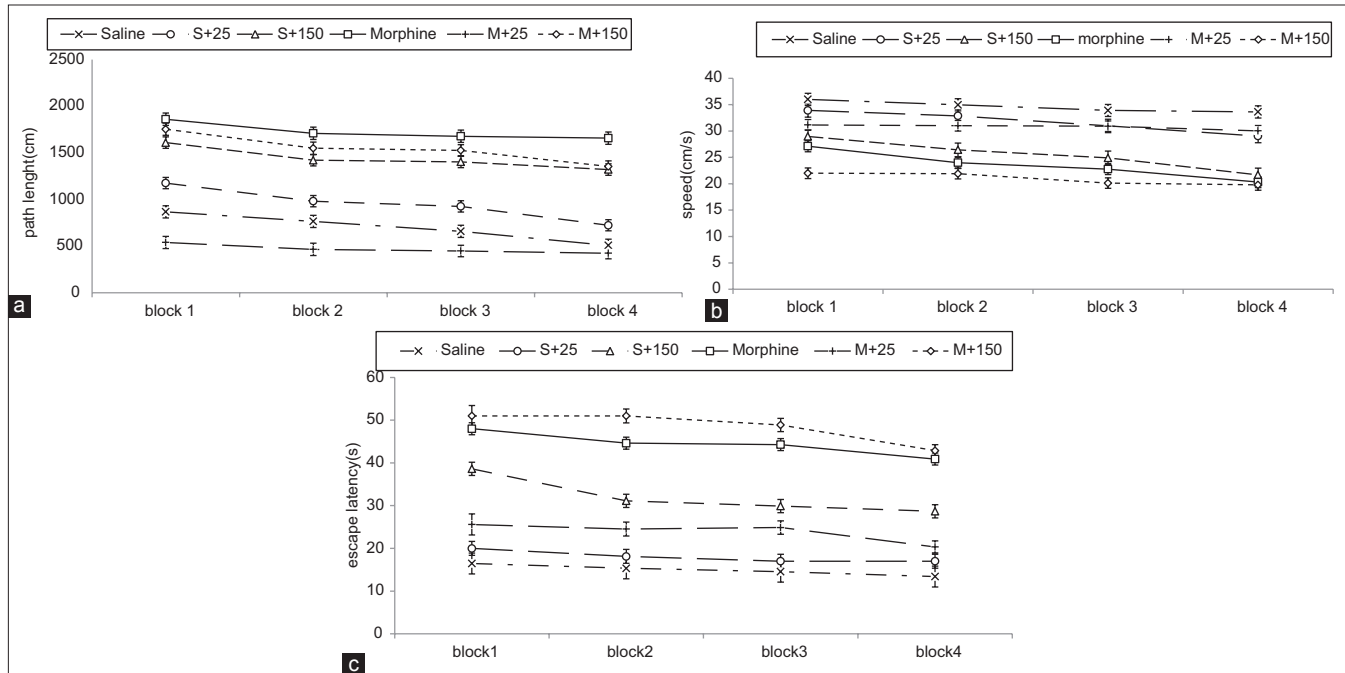 Saline S+25 S+150 Morphine M+25 M+150
path lenght(cm)
2500
2000
1500
1000
500
0
block 1 block 2 block 3 block 4
a
Saline S+25 S+150 morphine M+25 M+150
speed(cm/s)
40
35
30
25
20
15
10
5
0
block 1 block 2 block 3 block 4
b
Saline S+25 S+150 Morphine M+25 M+150
escape latency(s)
60
50
40
30
20
10
0
block1 block2 block3 block4
c